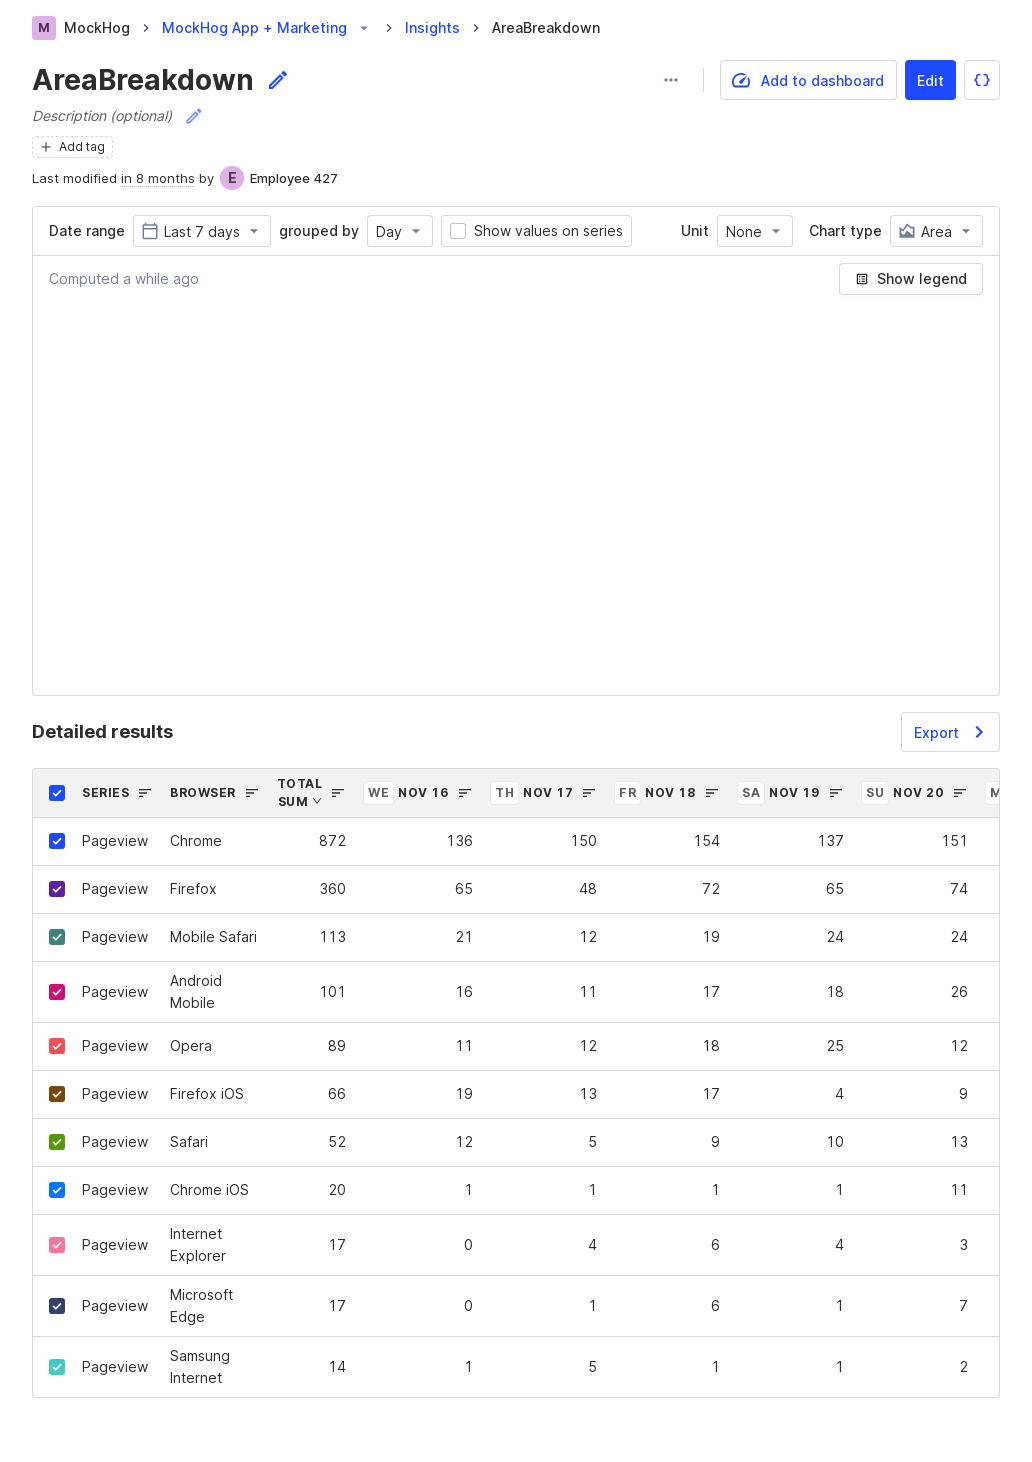 M MockHog MockHog App + Marketing Insights AreaBreakdown
AreaBreakdown
Add to dashboard Edit {}
Description (optional)
Add tag
Last modified in 8 months by E Employee 427
Date range Last 7 days grouped by Day Show values on series Unit None Chart type Area
Computed a while ago Show legend
Detailed results Export
SERIES BROWSER TOTAL SUM WE NOV 16 TH NOV 17 FR NOV 18 SA NOV 19 SU NOV 20 M
Pageview Chrome 872 136 150 154 137 151
Pageview Firefox 360 65 48 72 65 74
Pageview Mobile Safari 113 21 12 19 24 24
Pageview Android Mobile 101 16 11 17 18 26
Pageview Opera 89 11 12 18 25 12
Pageview Firefox iOS 66 19 13 17 4 9
Pageview Safari 52 12 5 9 10 13
Pageview Chrome iOS 20 1 1 1 1 11
Pageview Internet Explorer 17 0 4 6 4 3
Pageview Microsoft Edge 17 0 1 6 1 7
Pageview Samsung Internet 14 1 5 1 1 2